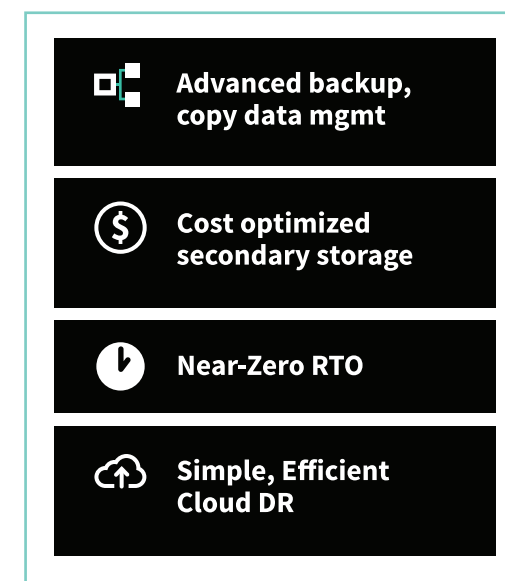 Advanced backup,
copy data mgmt
$
Cost optimized
secondary storage
Near-Zero RTO
Simple, Efficient
Cloud DR